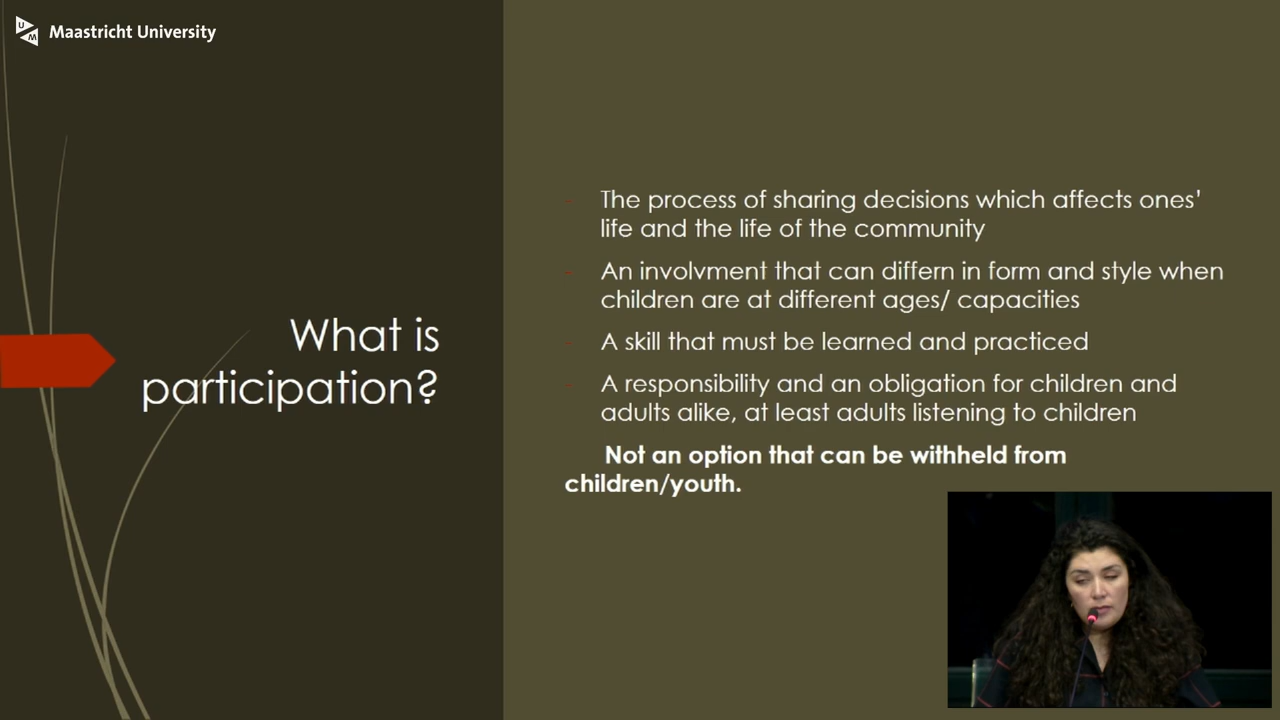 UM
Maastricht University
What is
participation?
- The process of sharing decisions which affects ones'
life and the life of the community
- An involvment that can differn in form and style when
children are at different ages/ capacities
- A skill that must be learned and practiced
- A responsibility and an obligation for children and
adults alike, at least adults listening to children
Not an option that can be withheld from
children/youth.